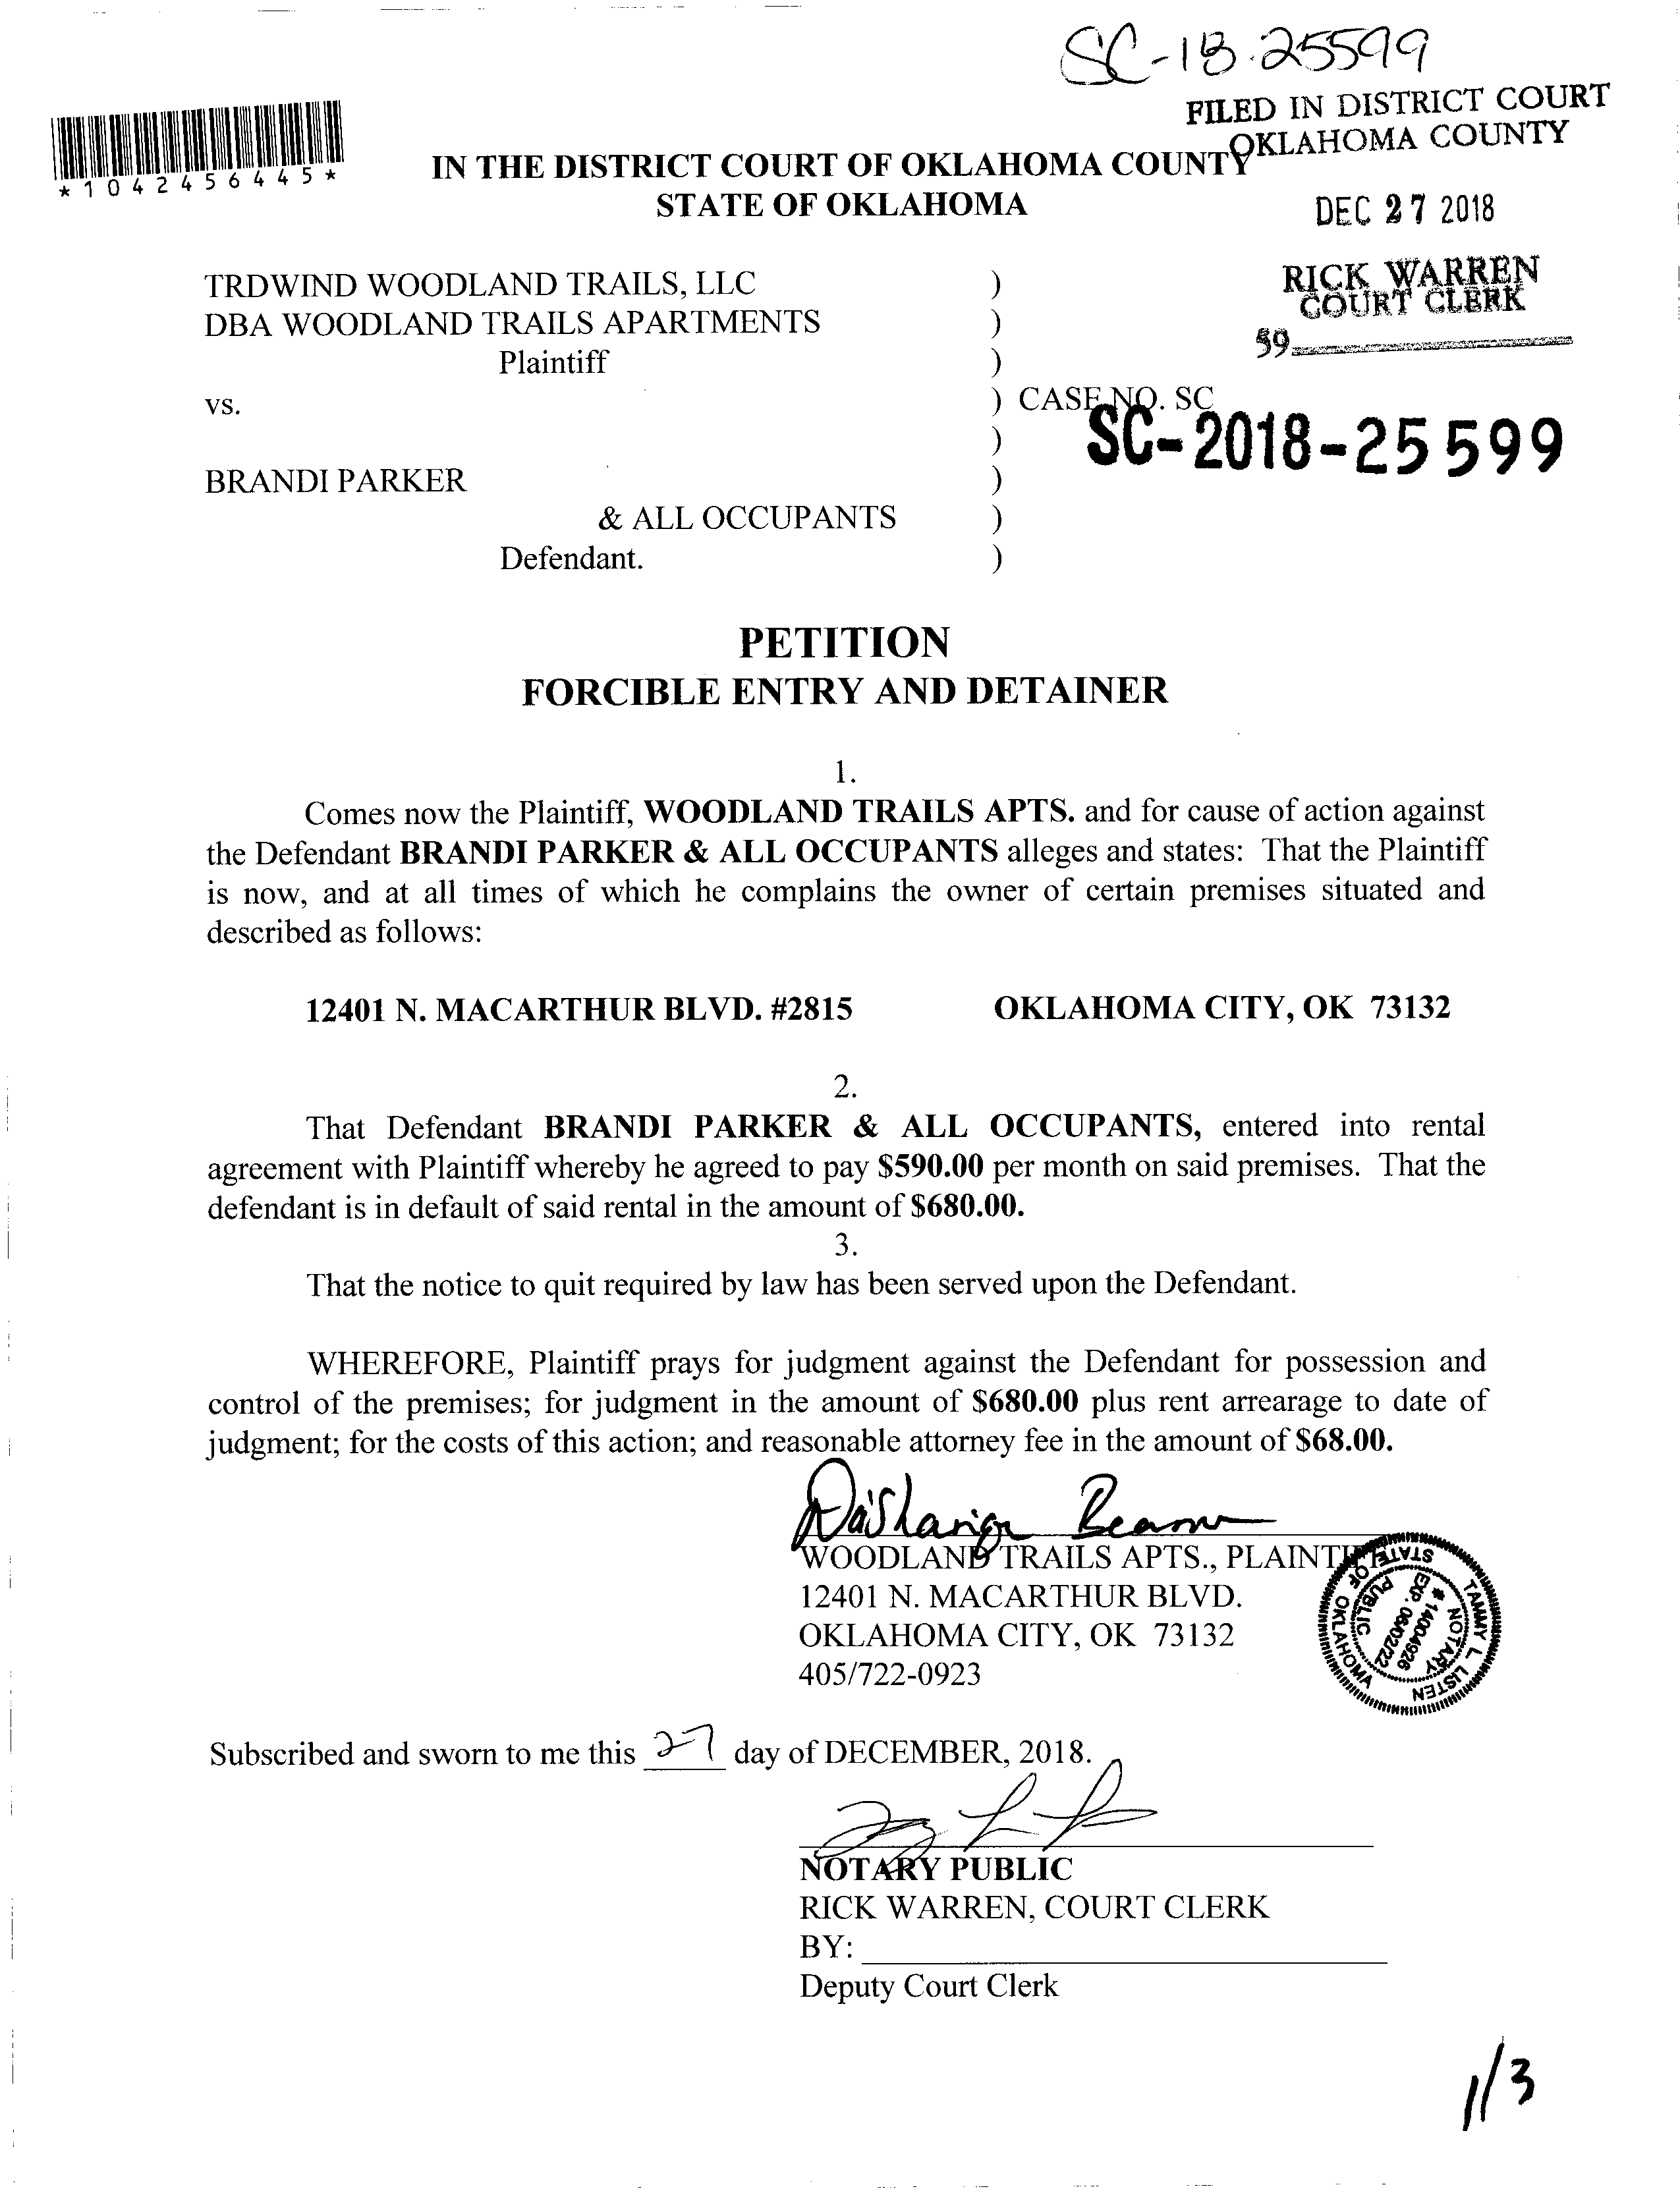 SC-18-25599
FILED IN DISTRICT COURT
OKLAHOMA COUNTY
*1042456445*
IN THE DISTRICT COURT OF OKLAHOMA COUNTY
STATE OF OKLAHOMA
DEC 27 2018
RICK WARREN
COURT CLERK
59
TRDWIND WOODLAND TRAILS, LLC )
DBA WOODLAND TRAILS APARTMENTS )
Plaintiff )
vs. ) CASE NO. SC
SC-2018-25599
)
BRANDI PARKER )
& ALL OCCUPANTS )
Defendant. )
PETITION
FORCIBLE ENTRY AND DETAINER
1.
Comes now the Plaintiff, WOODLAND TRAILS APTS. and for cause of action against
the Defendant BRANDI PARKER & ALL OCCUPANTS alleges and states: That the Plaintiff
is now, and at all times of which he complains the owner of certain premises situated and
described as follows:
12401 N. MACARTHUR BLVD. #2815 OKLAHOMA CITY, OK 73132
2.
That Defendant BRANDI PARKER & ALL OCCUPANTS, entered into rental
agreement with Plaintiff whereby he agreed to pay $590.00 per month on said premises. That the
defendant is in default of said rental in the amount of $680.00.
3.
That the notice to quit required by law has been served upon the Defendant.
WHEREFORE, Plaintiff prays for judgment against the Defendant for possession and
control of the premises; for judgment in the amount of $680.00 plus rent arrearage to date of
judgment; for the costs of this action; and reasonable attorney fee in the amount of $68.00.
WOODLAND TRAILS APTS., PLAINTIFF
12401 N. MACARTHUR BLVD.
OKLAHOMA CITY, OK 73132
405/722-0923
TAMMY L. LISTEN
NOTARY
# 14004926
EXP. 06/02/22
PUBLIC
STATE OF OKLAHOMA
Subscribed and sworn to me this 27 day of DECEMBER, 2018.
NOTARY PUBLIC
RICK WARREN, COURT CLERK
BY:
Deputy Court Clerk
1/3